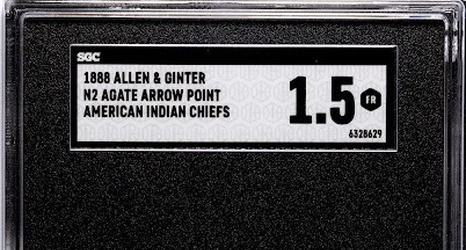 SGC
1888 ALLEN & GINTER
N2 AGATE ARROW POINT
AMERICAN INDIAN CHIEFS
1.5
FR
6328629